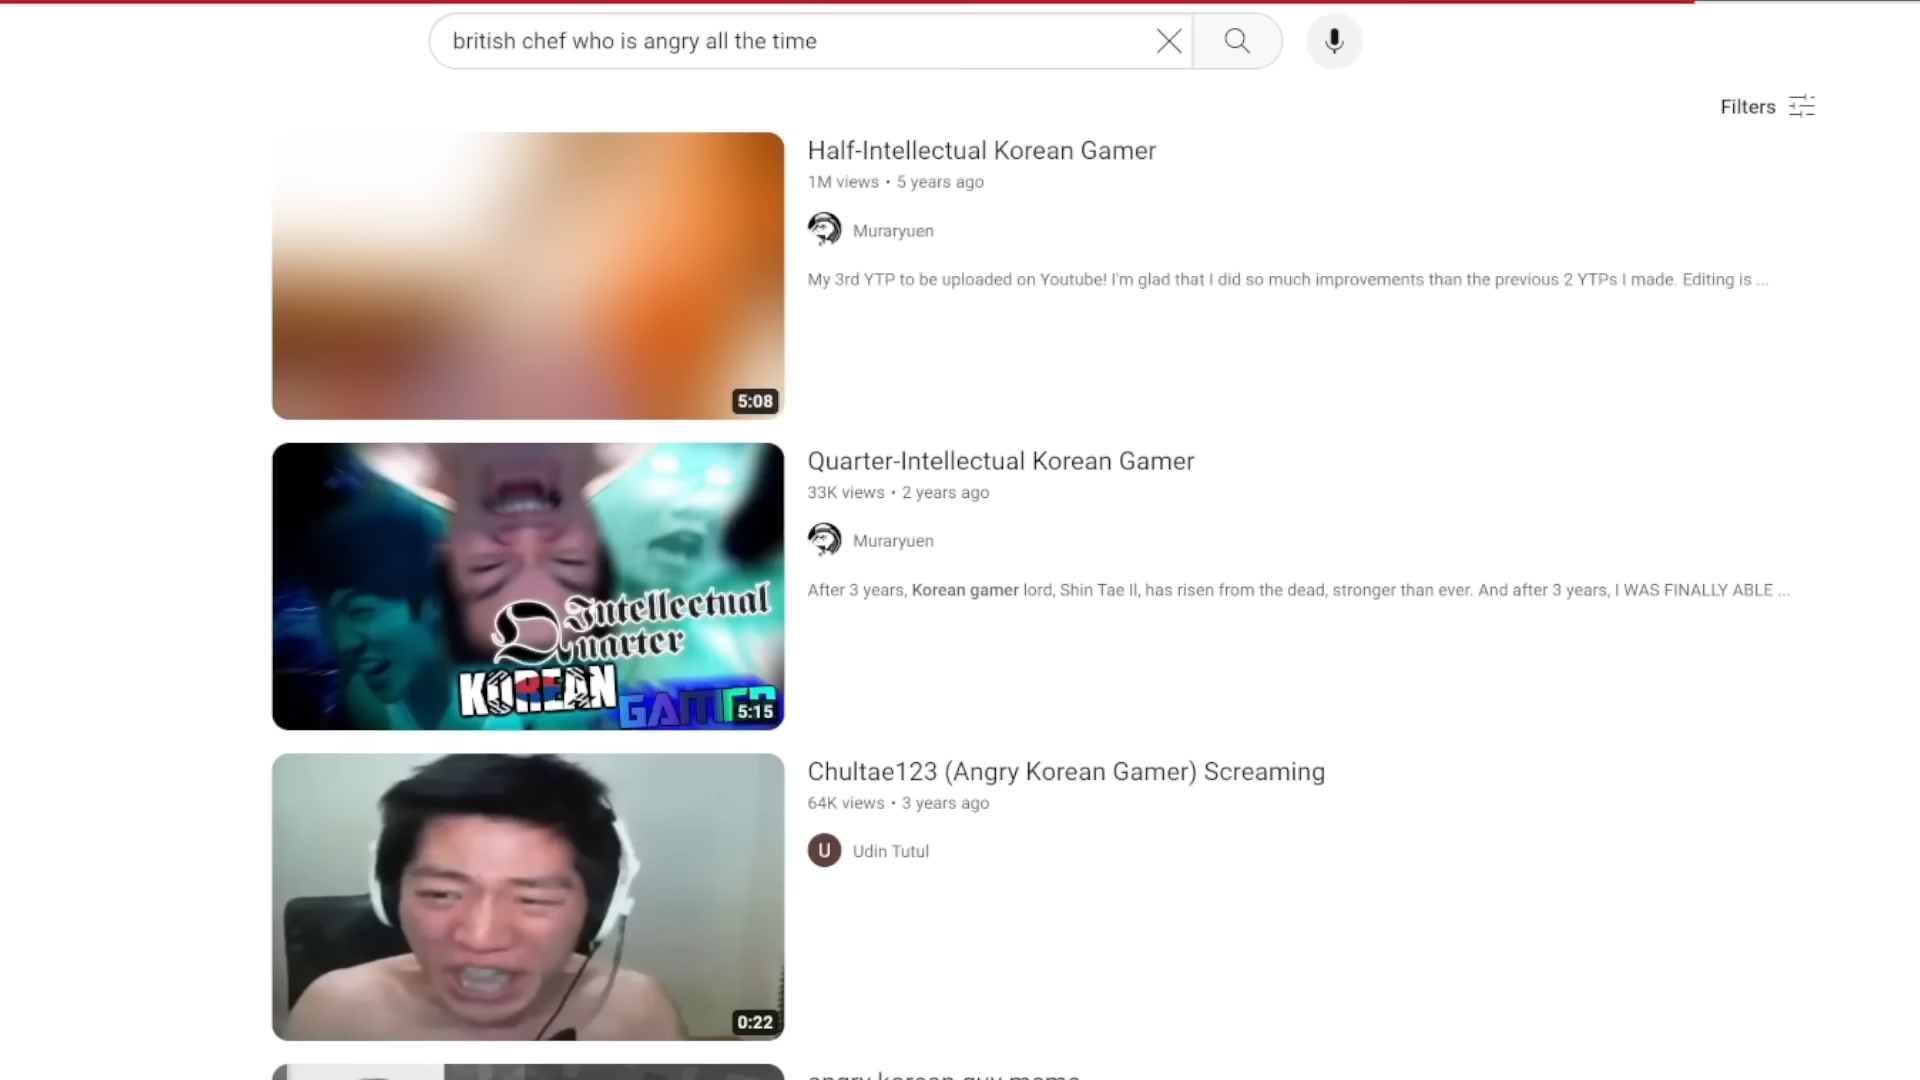 british chef who is angry all the time
Filters
Half-Intellectual Korean Gamer
1M views • 5 years ago
Muraryuen
My 3rd YTP to be uploaded on Youtube! I'm glad that I did so much improvements than the previous 2 YTPs I made. Editing is ...
5:08
Quarter-Intellectual Korean Gamer
33K views • 2 years ago
Muraryuen
After 3 years, Korean gamer lord, Shin Tae Il, has risen from the dead, stronger than ever. And after 3 years, I WAS FINALLY ABLE ...
Intellectual
Quarter
KOREAN
GAMER
5:15
Chultae123 (Angry Korean Gamer) Screaming
64K views • 3 years ago
U Udin Tutul
0:22
angry korean guy meme